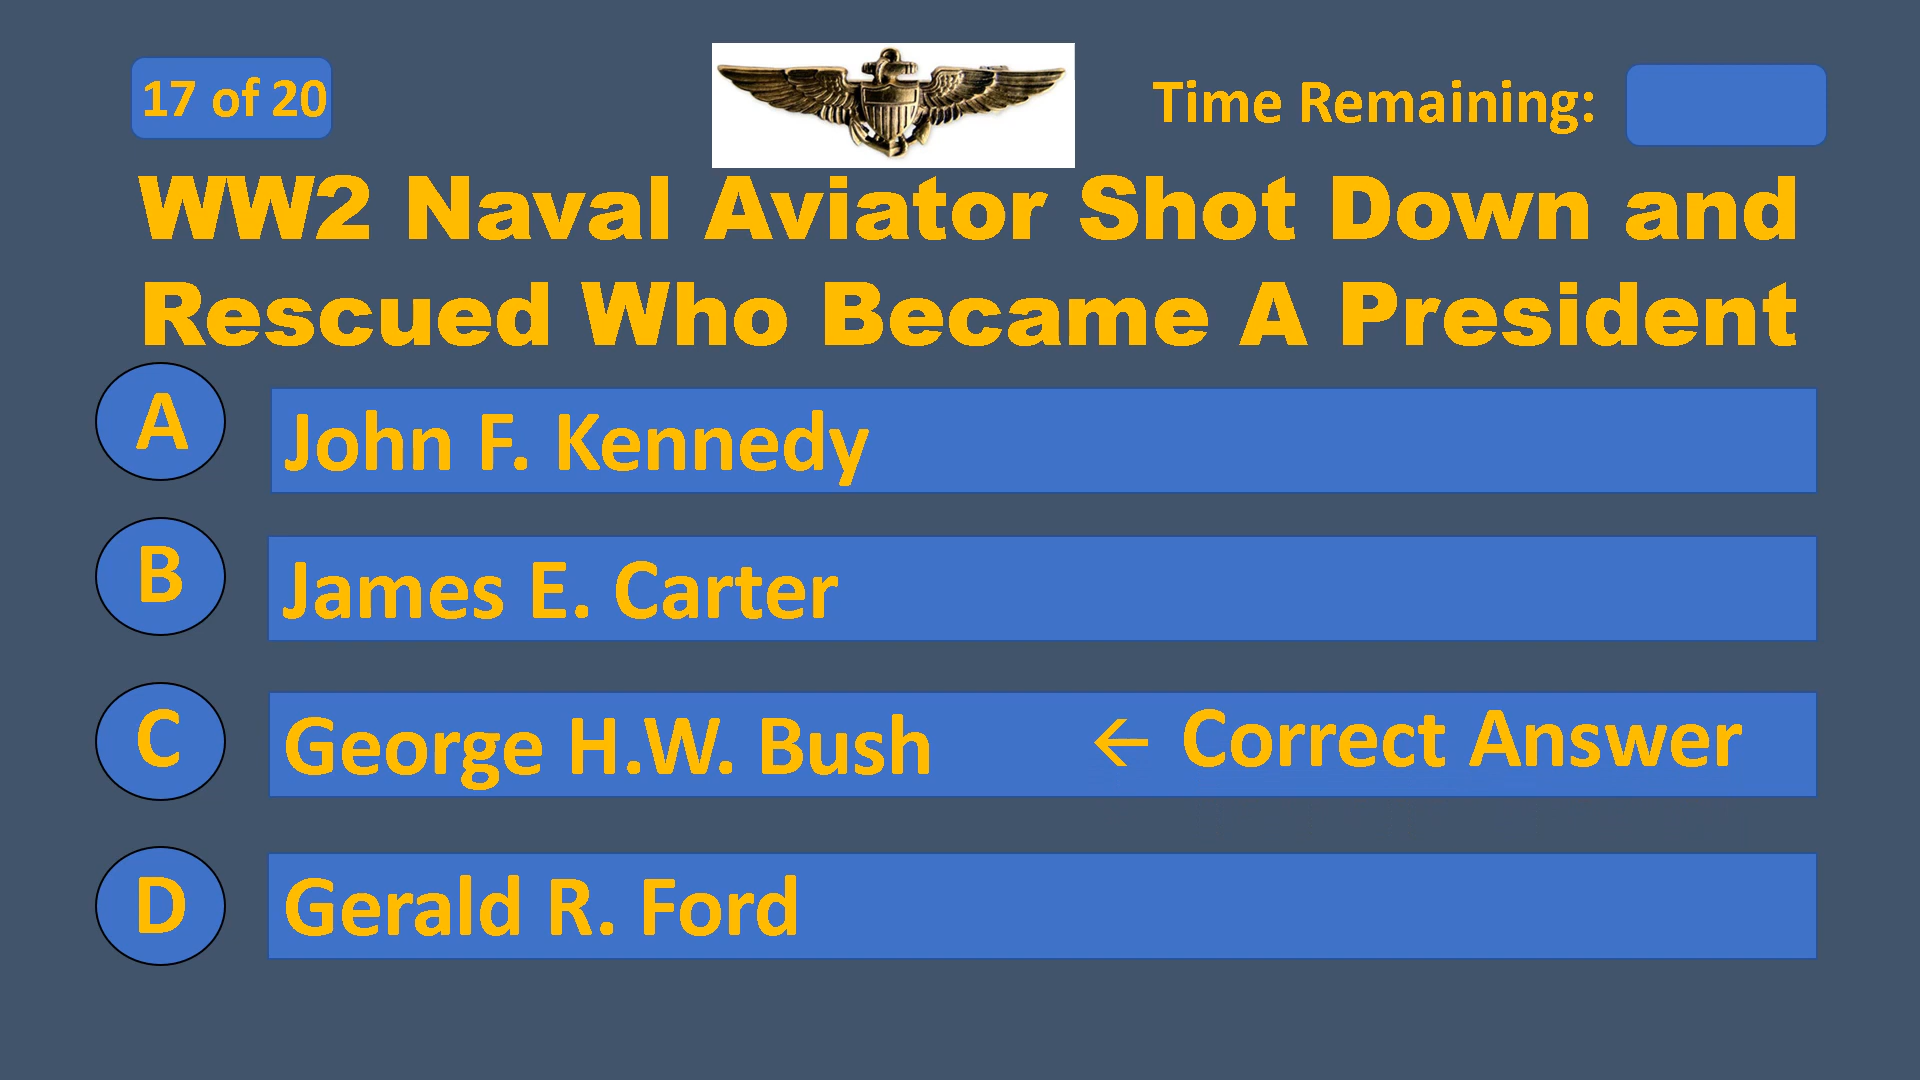 17 of 20
Time Remaining:
WW2 Naval Aviator Shot Down and
Rescued Who Became A President
A
John F. Kennedy
B
James E. Carter
C
George H.W. Bush ← Correct Answer
D
Gerald R. Ford